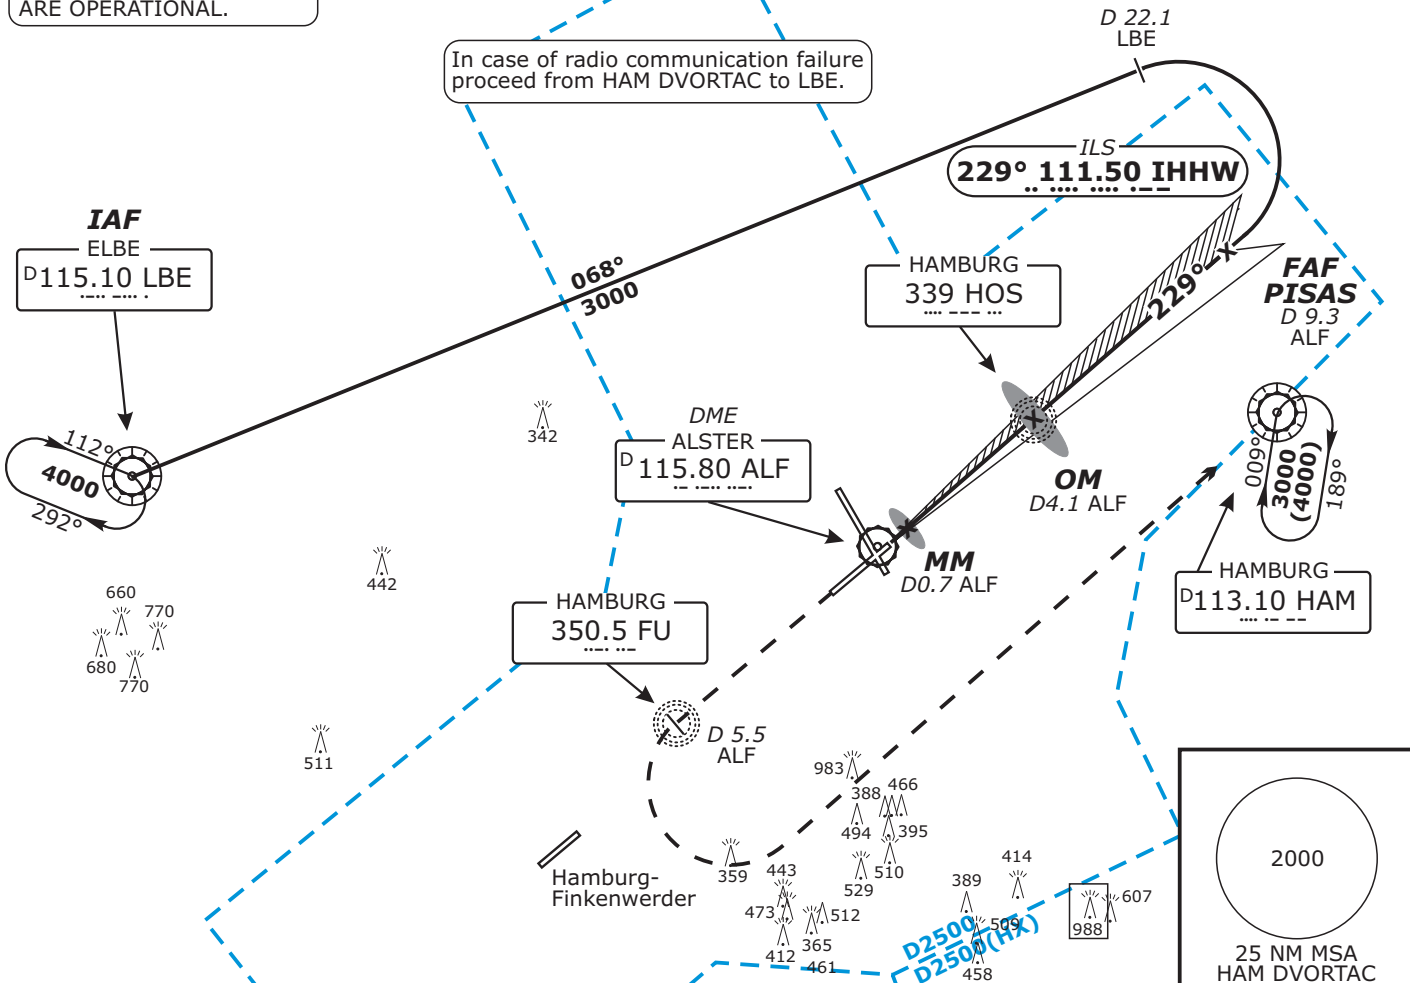 ARE OPERATIONAL.
In case of radio communication failure
proceed from HAM DVORTAC to LBE.
D 22.1
LBE
ILS
229° 111.50 IHHW
IAF
ELBE
D 115.10 LBE
068°
3000
HAMBURG
339 HOS
229°
FAF
PISAS
D 9.3
ALF
112°
4000
292°
342
DME
ALSTER
D 115.80 ALF
OM
D4.1 ALF
009°
3000
(4000)
189°
MM
D0.7 ALF
HAMBURG
D 113.10 HAM
442
660
770
680
770
HAMBURG
350.5 FU
511
D 5.5
ALF
983
388
466
494
395
359
510
529
Hamburg-
Finkenwerder
443
473
512
365
412
461
389
414
509
458
988
607
D2500
D2500(HX)
2000
25 NM MSA
HAM DVORTAC